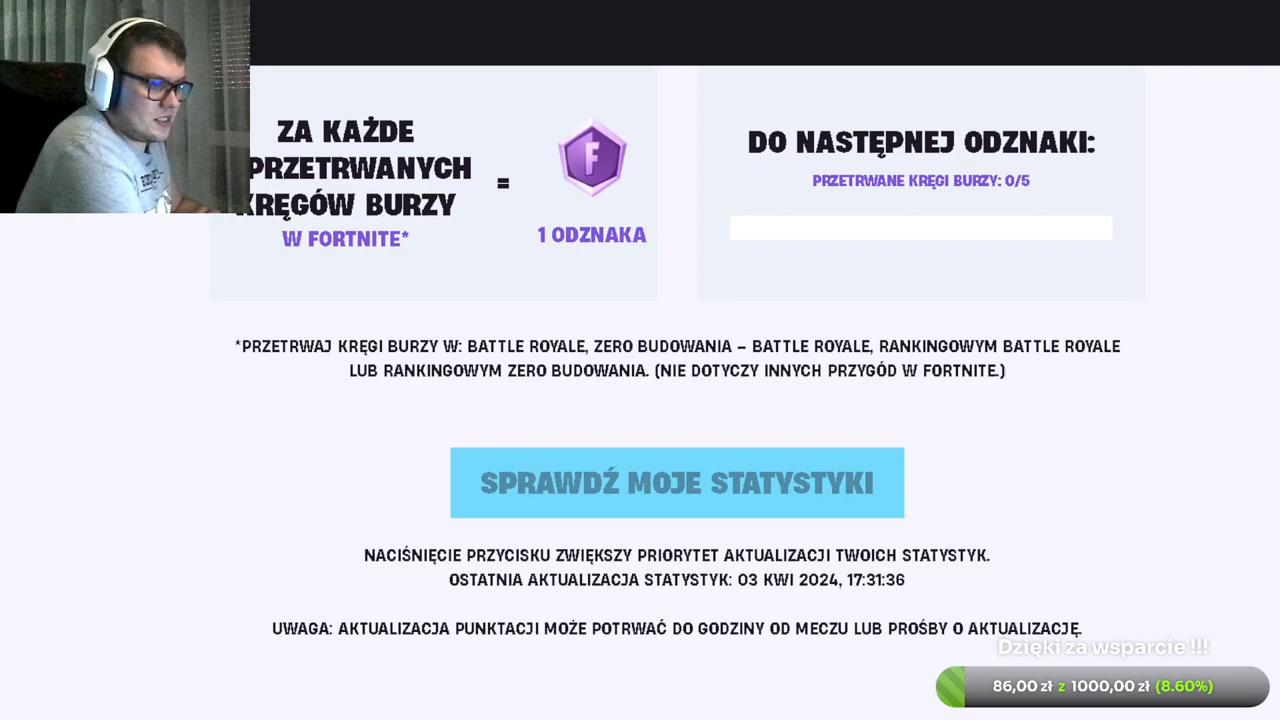 ZA KAŻDE
PRZETRWANYCH
KRĘGÓW BURZY
W FORTNITE*
=
F
1 ODZNAKA
DO NASTĘPNEJ ODZNAKI:
PRZETRWANE KRĘGI BURZY: 0/5
*PRZETRWAJ KRĘGI BURZY W: BATTLE ROYALE, ZERO BUDOWANIA – BATTLE ROYALE, RANKINGOWYM BATTLE ROYALE
LUB RANKINGOWYM ZERO BUDOWANIA. (NIE DOTYCZY INNYCH PRZYGÓD W FORTNITE.)
SPRAWDŹ MOJE STATYSTYKI
NACIŚNIĘCIE PRZYCISKU ZWIĘKSZY PRIORYTET AKTUALIZACJI TWOICH STATYSTYK.
OSTATNIA AKTUALIZACJA STATYSTYK: 03 KWI 2024, 17:31:36
UWAGA: AKTUALIZACJA PUNKTACJI MOŻE POTRWAĆ DO GODZINY OD MECZU LUB PROŚBY O AKTUALIZACJĘ.
Dzięki za wsparcie !!!
86,00 zł z 1000,00 zł (8.60%)